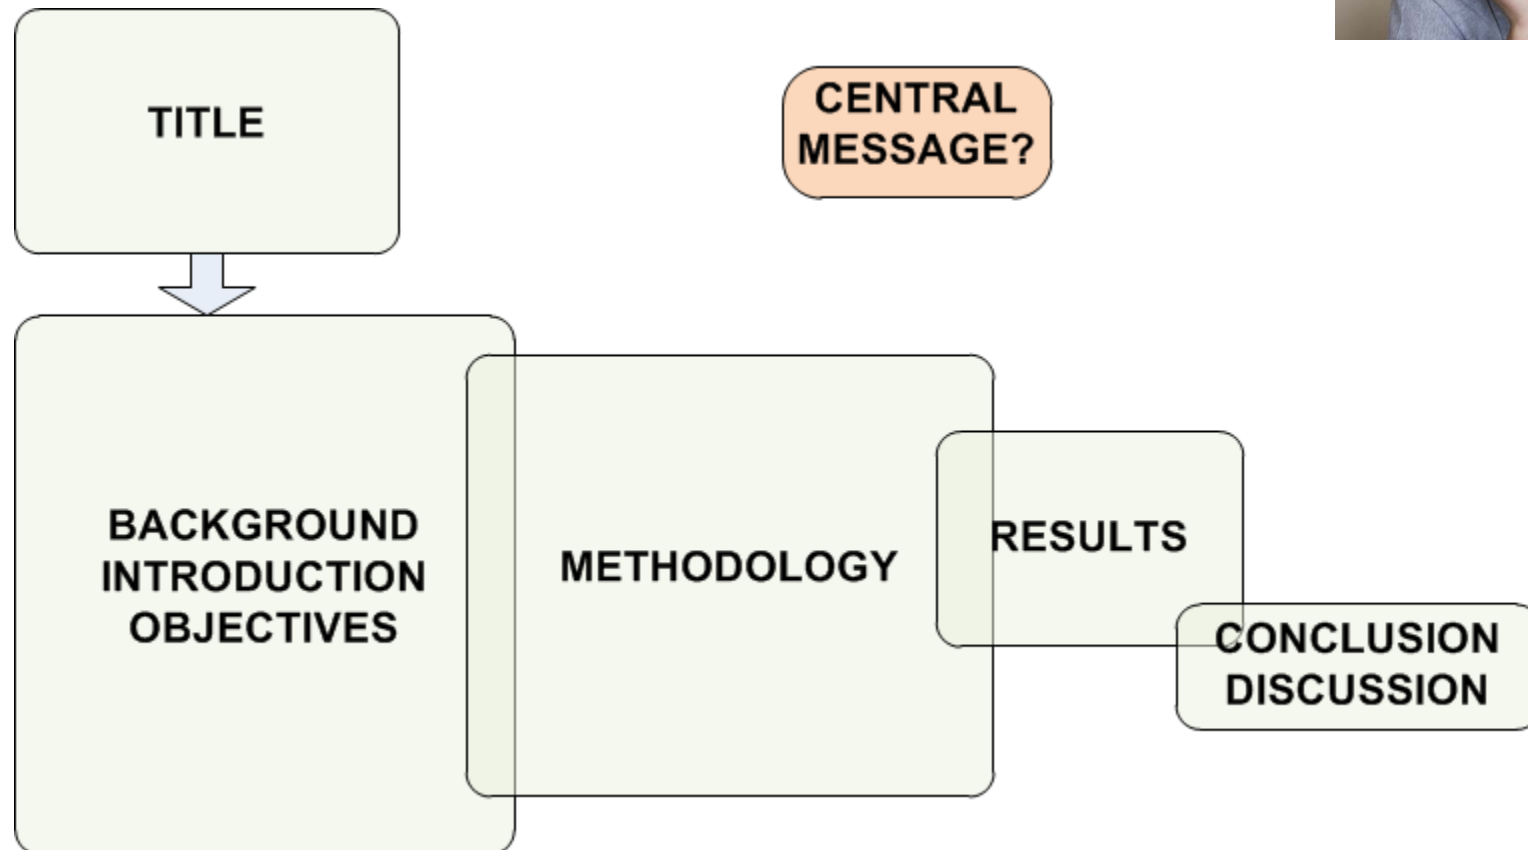 TITLE
CENTRAL
MESSAGE?
BACKGROUND
INTRODUCTION
OBJECTIVES
METHODOLOGY
RESULTS
CONCLUSION
DISCUSSION